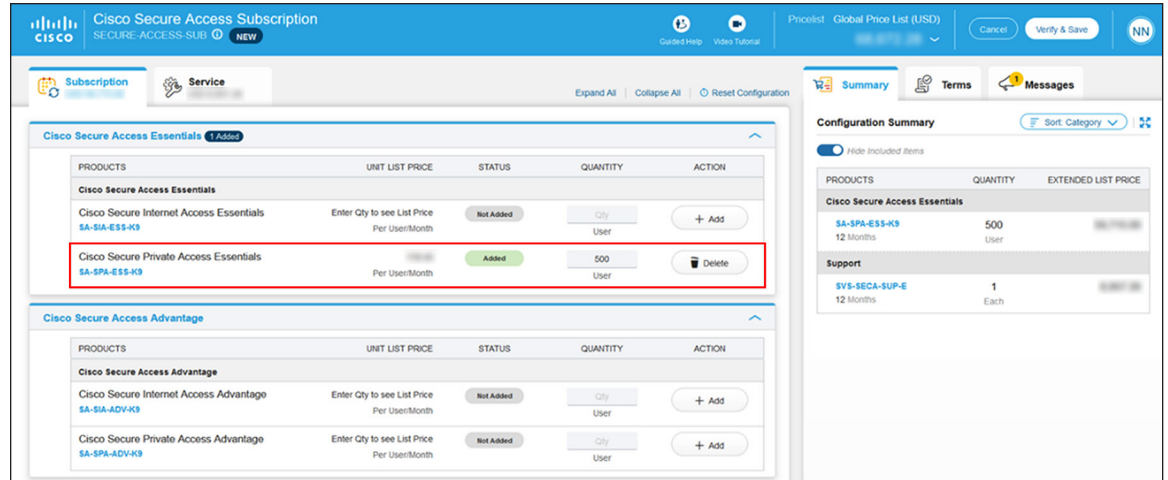 CISCO
Cisco Secure Access Subscription
SECURE-ACCESS-SUB NEW
Guided Help
Video Tutorial
Pricelist Global Price List (USD)
Cancel
Verify & Save
NN
Subscription
Service
Expand All | Collapse All | Reset Configuration
Cisco Secure Access Essentials 1 Added
PRODUCTS UNIT LIST PRICE STATUS QUANTITY ACTION
Cisco Secure Access Essentials
Cisco Secure Internet Access Essentials Enter Qty to see List Price Not Added Qty + Add
SA-SIA-ESS-K9 Per User/Month User
Cisco Secure Private Access Essentials Added 500 Delete
SA-SPA-ESS-K9 Per User/Month User
Cisco Secure Access Advantage
PRODUCTS UNIT LIST PRICE STATUS QUANTITY ACTION
Cisco Secure Access Advantage
Cisco Secure Internet Access Advantage Enter Qty to see List Price Not Added Qty + Add
SA-SIA-ADV-K9 Per User/Month User
Cisco Secure Private Access Advantage Enter Qty to see List Price Not Added Qty + Add
SA-SPA-ADV-K9 Per User/Month User
Summary
Terms
1 Messages
Configuration Summary
Sort: Category
Hide Included Items
PRODUCTS QUANTITY EXTENDED LIST PRICE
Cisco Secure Access Essentials
SA-SPA-ESS-K9 500
12 Months User
Support
SVS-SECA-SUP-E 1
12 Months Each